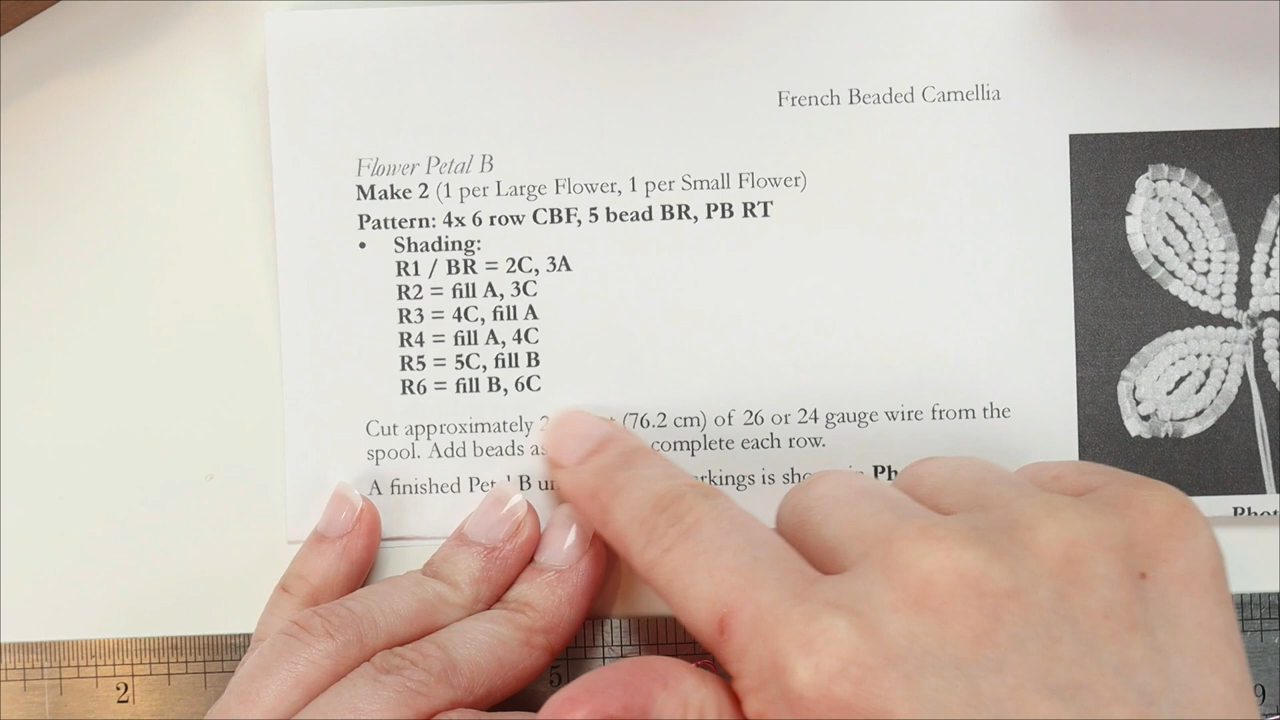 French Beaded Camellia
Flower Petal B
Make 2 (1 per Large Flower, 1 per Small Flower)
Pattern: 4x 6 row CBF, 5 bead BR, PB RT
• Shading:
R1 / BR = 2C, 3A
R2 = fill A, 3C
R3 = 4C, fill A
R4 = fill A, 4C
R5 = 5C, fill B
R6 = fill B, 6C
Cut approximately (76.2 cm) of 26 or 24 gauge wire from the
spool. Add beads complete each row.
A finished B is
2
5
9